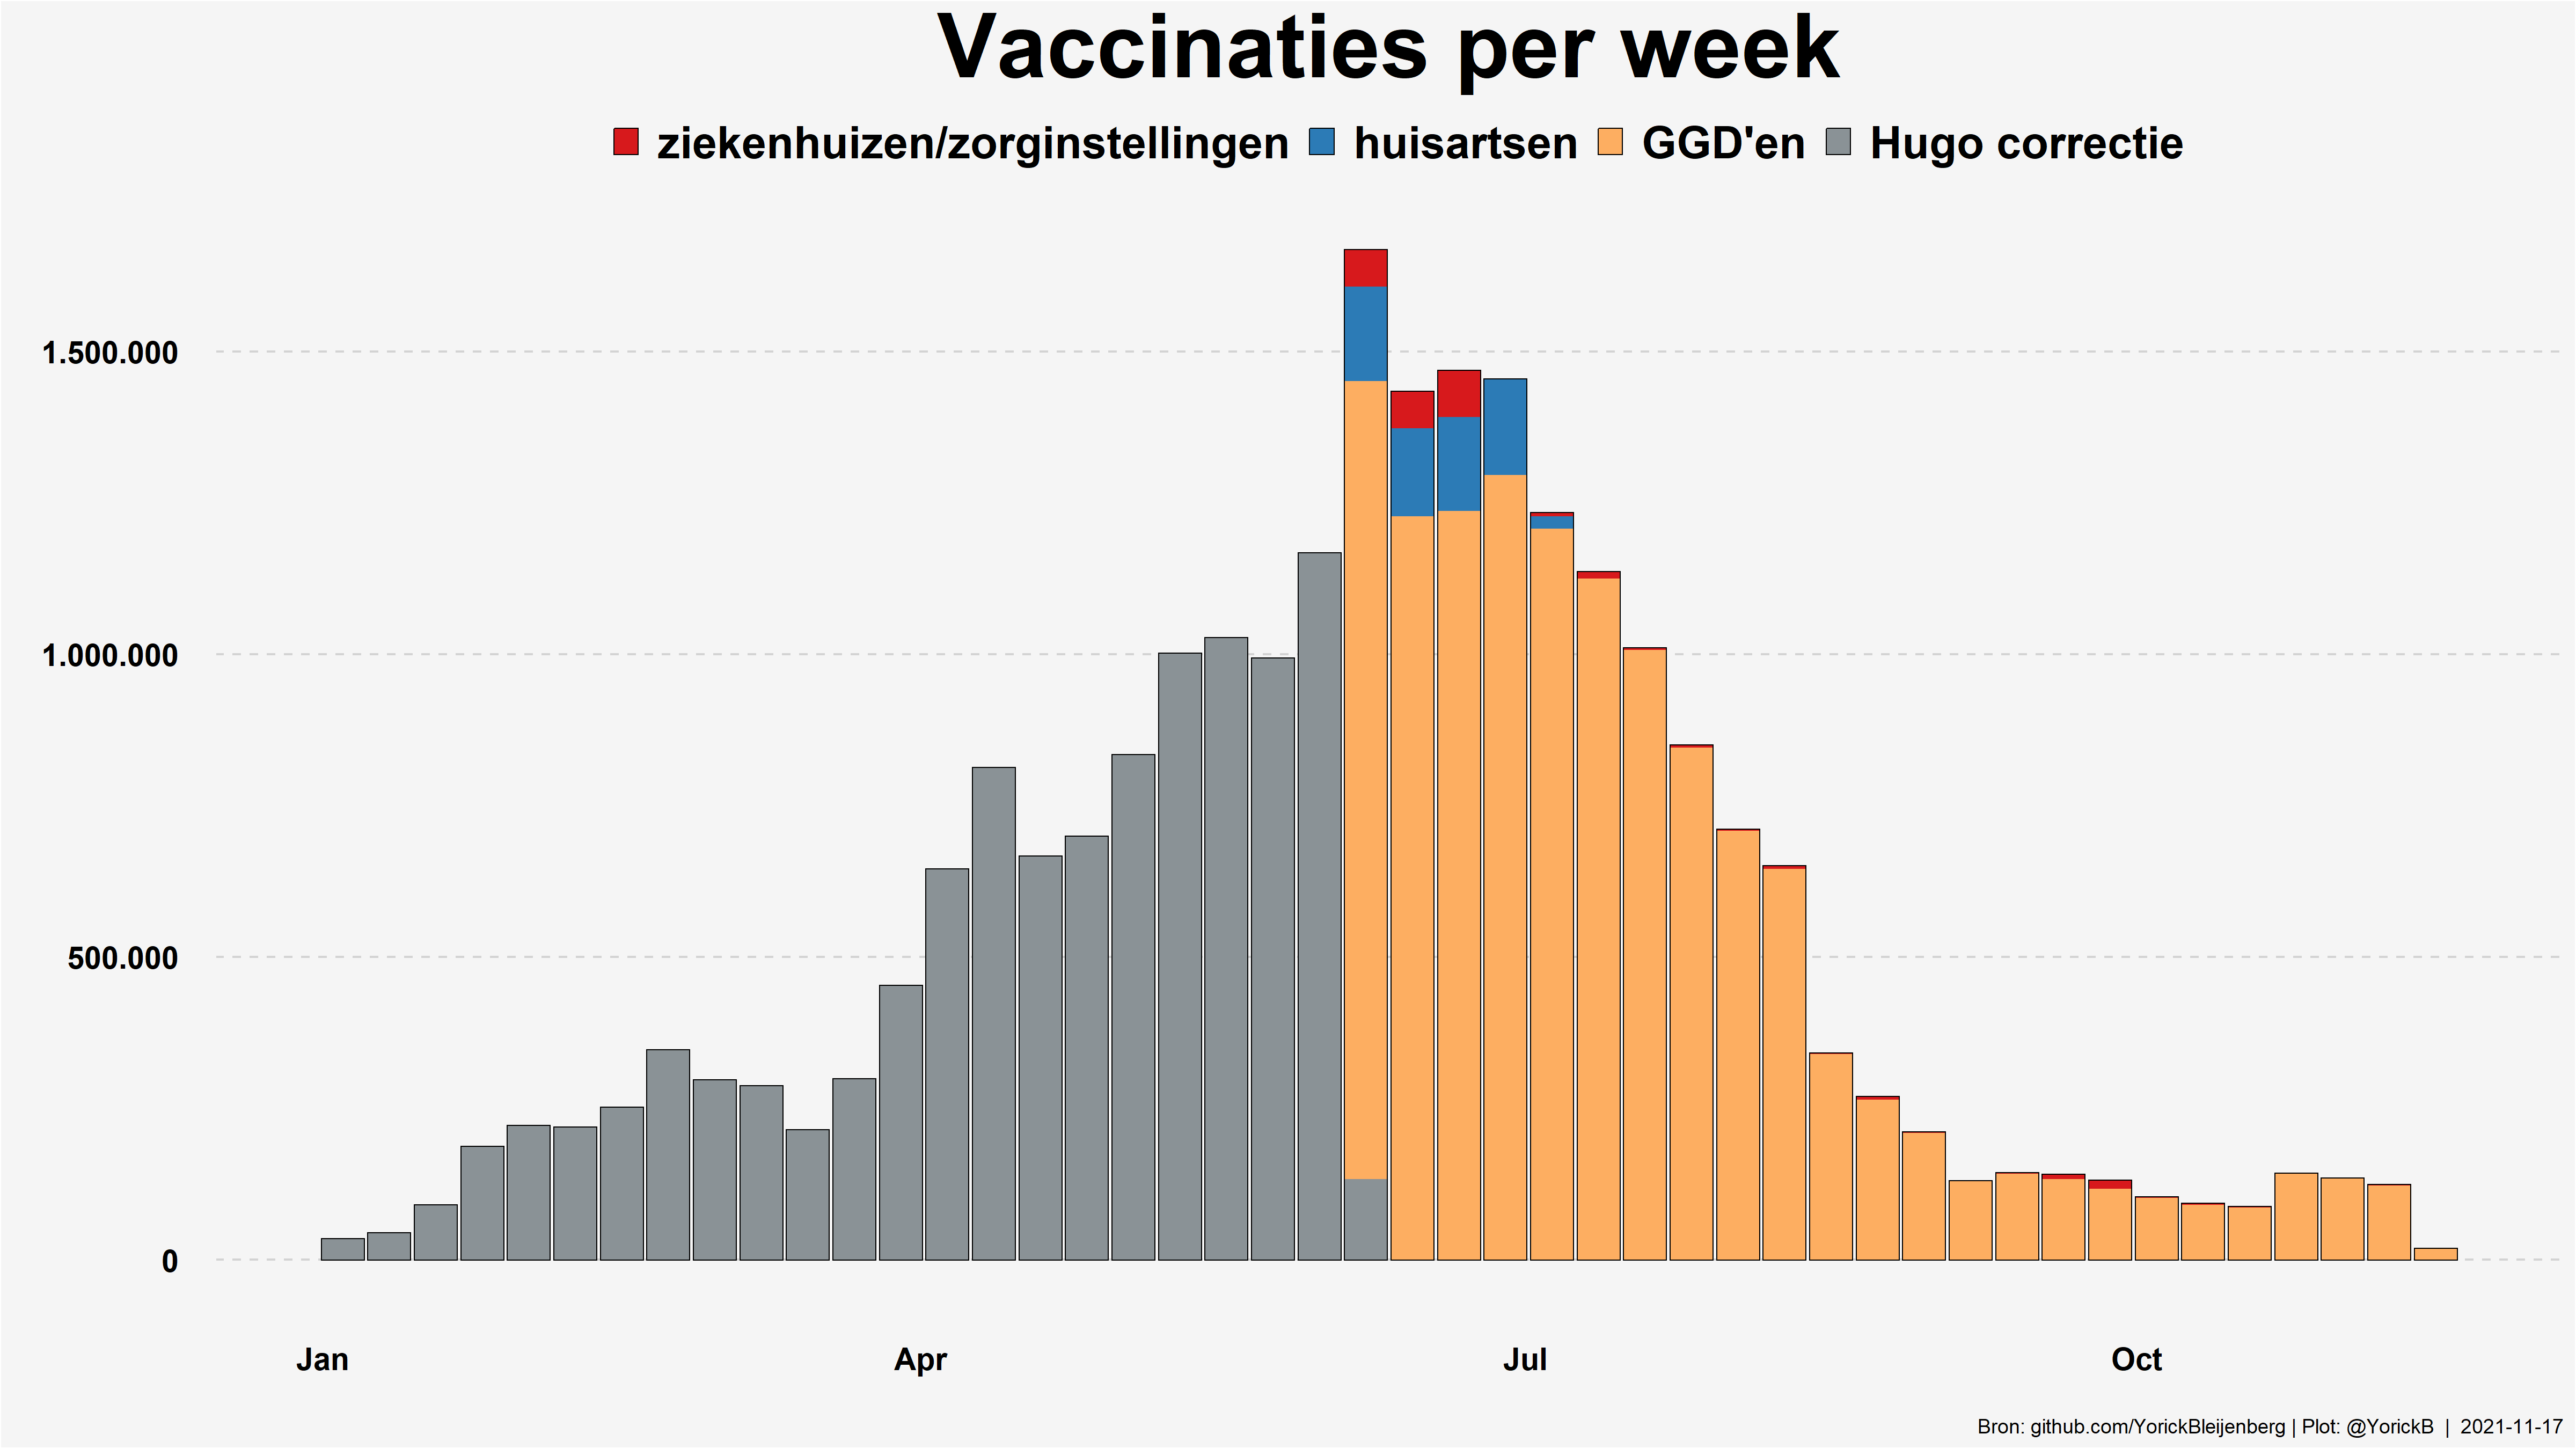 Vaccinaties per week
ziekenhuizen/zorginstellingen huisartsen GGD'en Hugo correctie
1.500.000
1.000.000
500.000
0
Jan Apr Jul Oct
Bron: github.com/YorickBleijenberg | Plot: @YorickB | 2021-11-17